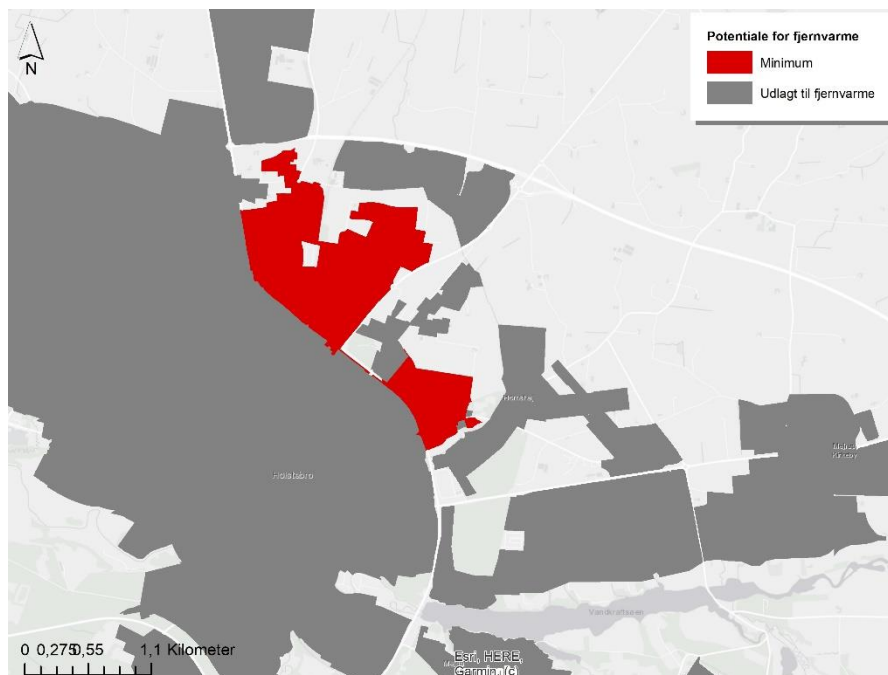 N
Potentiale for fjernvarme
Minimum
Udlagt til fjernvarme
Holstebro
Vandkraftsøen
0 0,275 0,55 1,1 Kilometer
Esri, HERE,
Garmin, (c)